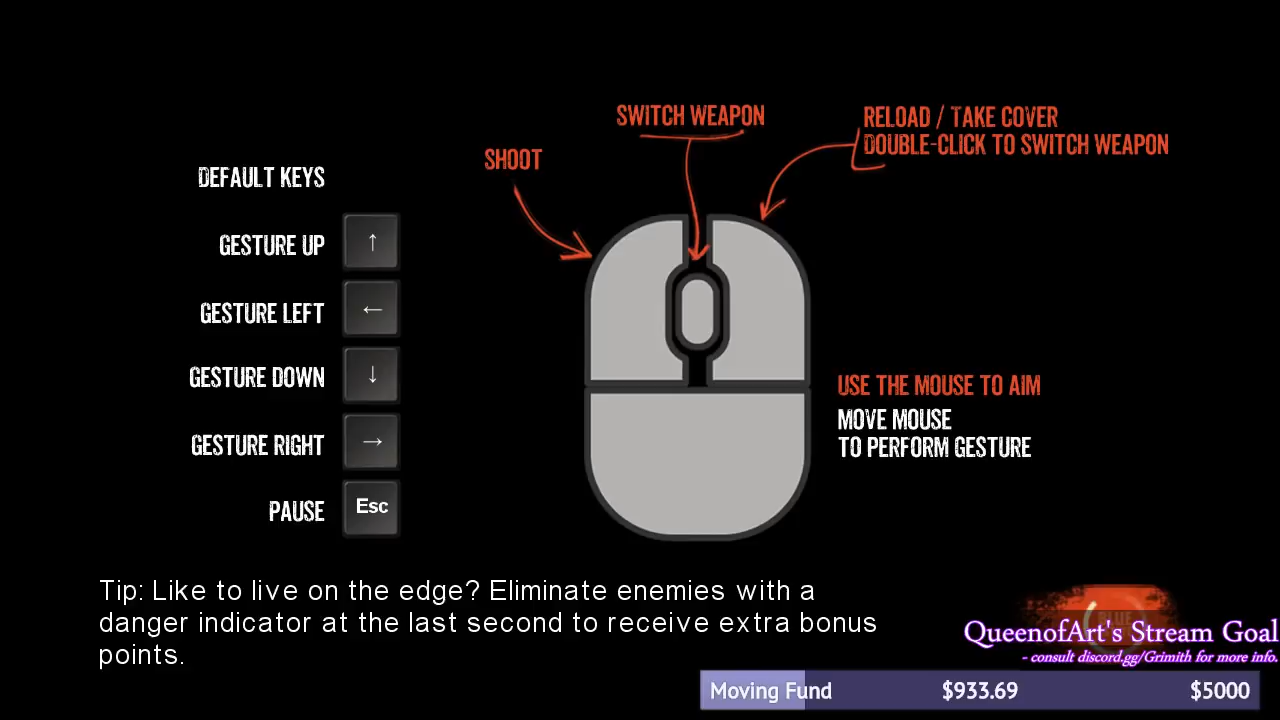 SWITCH WEAPON
RELOAD / TAKE COVER
DOUBLE-CLICK TO SWITCH WEAPON
SHOOT
DEFAULT KEYS
GESTURE UP ↑
GESTURE LEFT ←
GESTURE DOWN ↓
GESTURE RIGHT →
PAUSE Esc
USE THE MOUSE TO AIM
MOVE MOUSE
TO PERFORM GESTURE
Tip: Like to live on the edge? Eliminate enemies with a
danger indicator at the last second to receive extra bonus
points.
QueenofArt's Stream Goal
- consult discord.gg/Grimith for more info.
Moving Fund $933.69 $5000